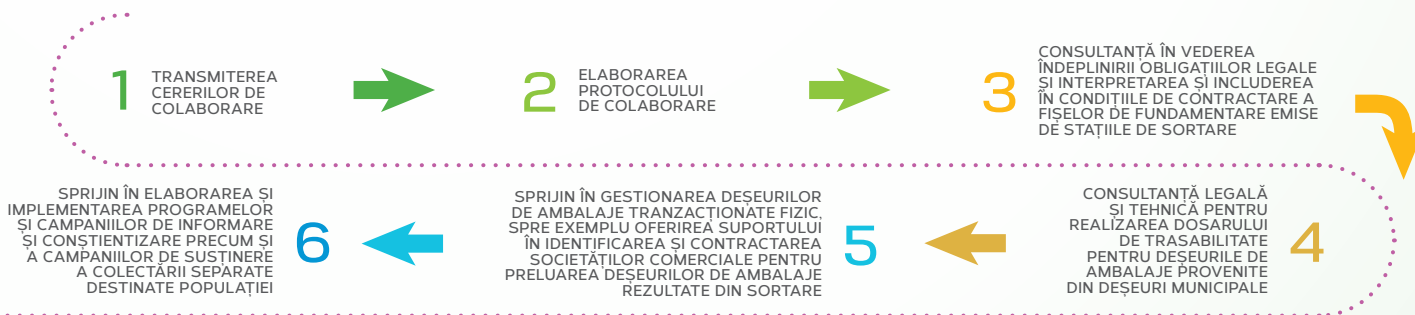 1
TRANSMITEREA
CERERILOR DE
COLABORARE
2
ELABORAREA
PROTOCOLULUI
DE COLABORARE
3
CONSULTANȚĂ ÎN VEDEREA
ÎNDEPLINIRII OBLIGAȚIILOR LEGALE
ȘI INTERPRETAREA ȘI INCLUDEREA
ÎN CONDIȚIILE DE CONTRACTARE A
FIȘELOR DE FUNDAMENTARE EMISE
DE STAȚIILE DE SORTARE
4
CONSULTANȚĂ LEGALĂ
ȘI TEHNICĂ PENTRU
REALIZAREA DOSARULUI
DE TRASABILITATE
PENTRU DEȘEURILE DE
AMBALAJE PROVENITE
DIN DEȘEURI MUNICIPALE
5
SPRIJIN ÎN GESTIONAREA DEȘEURILOR
DE AMBALAJE TRANZACȚIONATE FIZIC,
SPRE EXEMPLU OFERIREA SUPORTULUI
ÎN IDENTIFICAREA ȘI CONTRACTAREA
SOCIETĂȚILOR COMERCIALE PENTRU
PRELUAREA DEȘEURILOR DE AMBALAJE
REZULTATE DIN SORTARE
6
SPRIJIN ÎN ELABORAREA ȘI
IMPLEMENTAREA PROGRAMELOR
ȘI CAMPANIILOR DE INFORMARE
ȘI CONȘTIENTIZARE PRECUM ȘI
A CAMPANIILOR DE SUSȚINERE
A COLECTĂRII SEPARATE
DESTINATE POPULAȚIEI